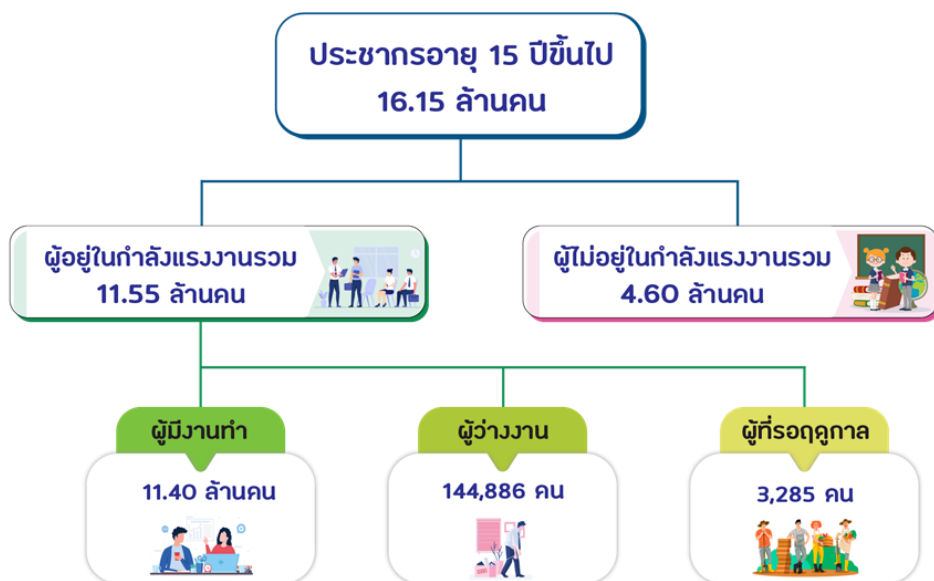 ประชากรอายุ 15 ปีขึ้นไป
16.15 ล้านคน
ผู้อยู่ในกำลังแรงงานรวม
11.55 ล้านคน
ผู้ไม่อยู่ในกำลังแรงงานรวม
4.60 ล้านคน
ผู้มีงานทำ
11.40 ล้านคน
ผู้ว่างงาน
144,886 คน
ผู้ที่รอฤดูกาล
3,285 คน